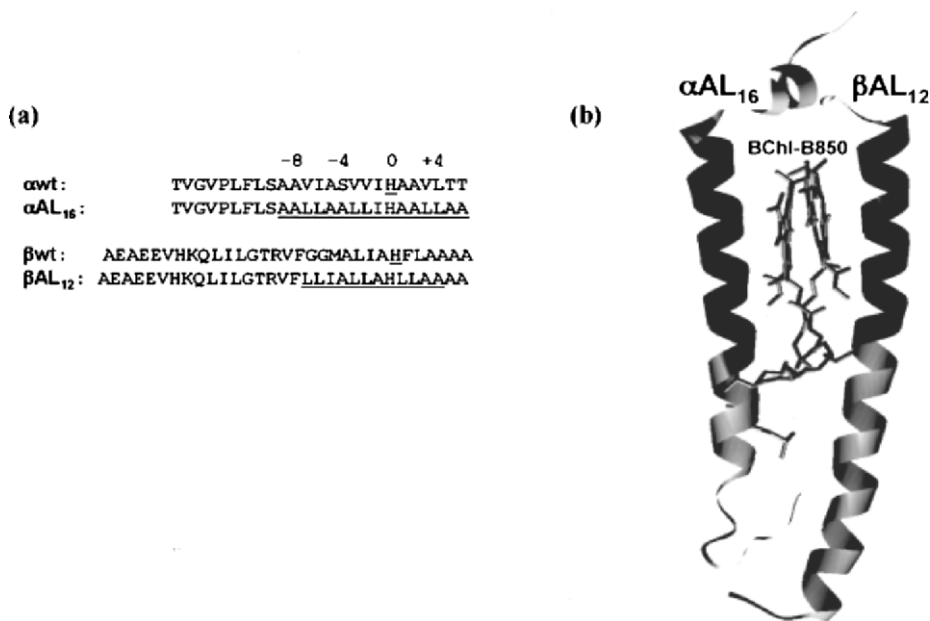 (a)
−8 −4 0 +4
αwt: TVGVPLFLSAAVIASVVIHAAVLTT
αAL16: TVGVPLFLSAALLAALLIHAALLAA
βwt: AEAEEVHKQLILGTRVFGGMALIAHFLAAAA
βAL12: AEAEEVHKQLILGTRVFLLIALLAHLLAAAA
(b)
αAL16 βAL12
BChl-B850